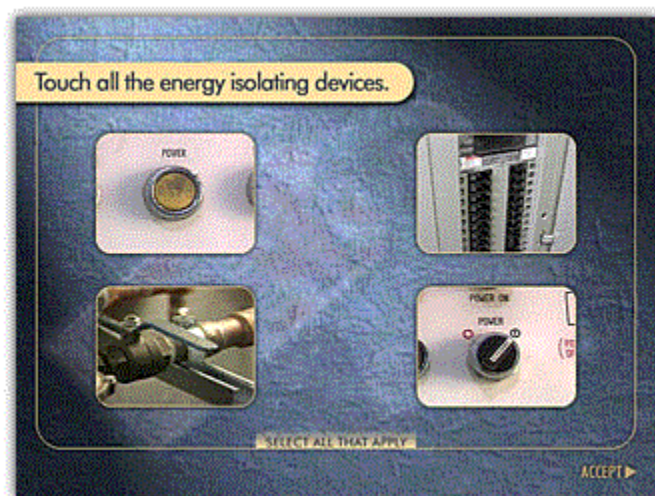 Touch all the energy isolating devices.
POWER
POWER ON
POWER
SELECT ALL THAT APPLY
ACCEPT